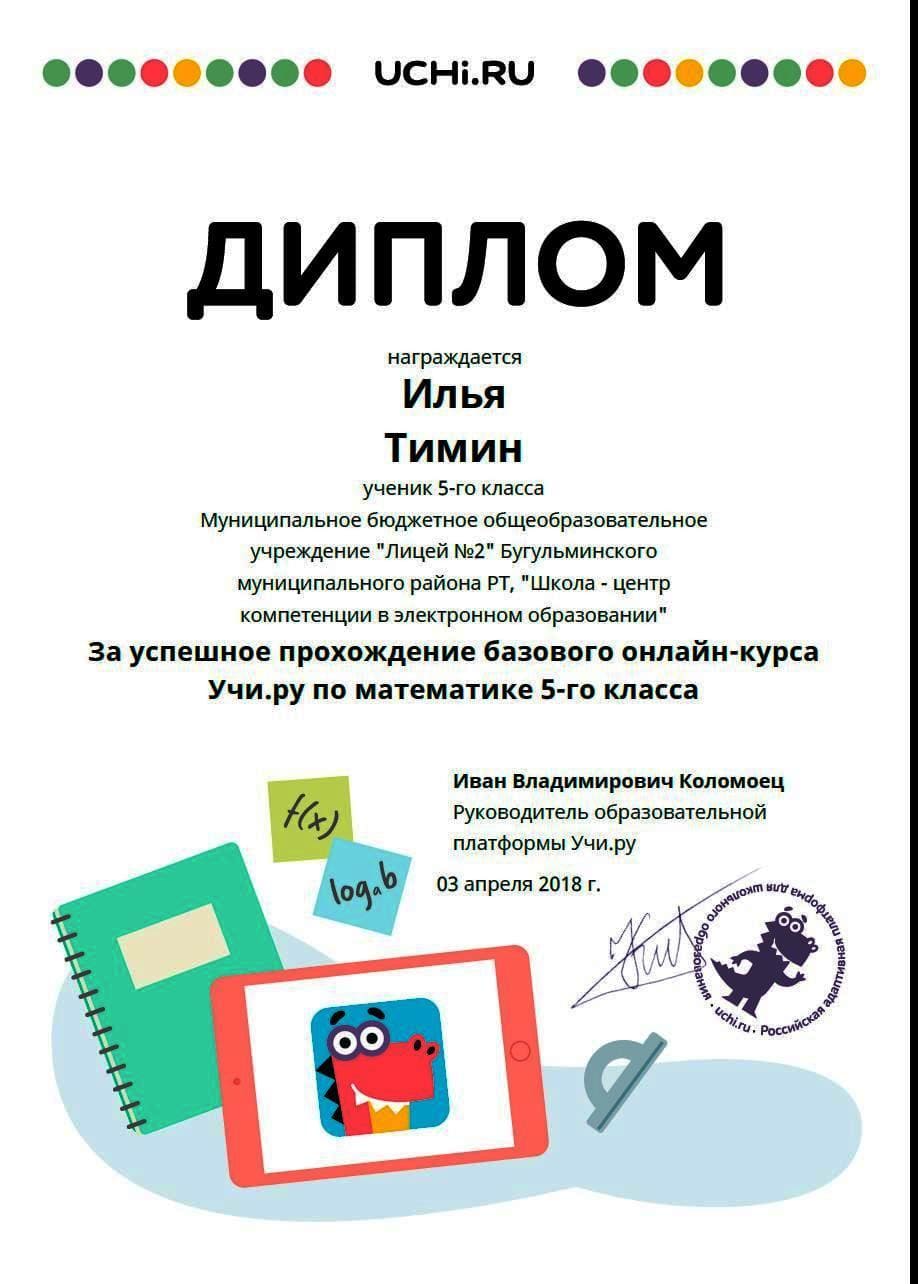 UCHi.RU
ДИПЛОМ
награждается
Илья
Тимин
ученик 5-го класса
Муниципальное бюджетное общеобразовательное
учреждение "Лицей №2" Бугульминского
муниципального района РТ, "Школа - центр
компетенции в электронном образовании"
За успешное прохождение базового онлайн-курса
Учи.ру по математике 5-го класса
f(x)
logab
Иван Владимирович Коломоец
Руководитель образовательной
платформы Учи.ру
03 апреля 2018 г.
uchi.ru · Российская адаптивная платформа для школьного образования ·